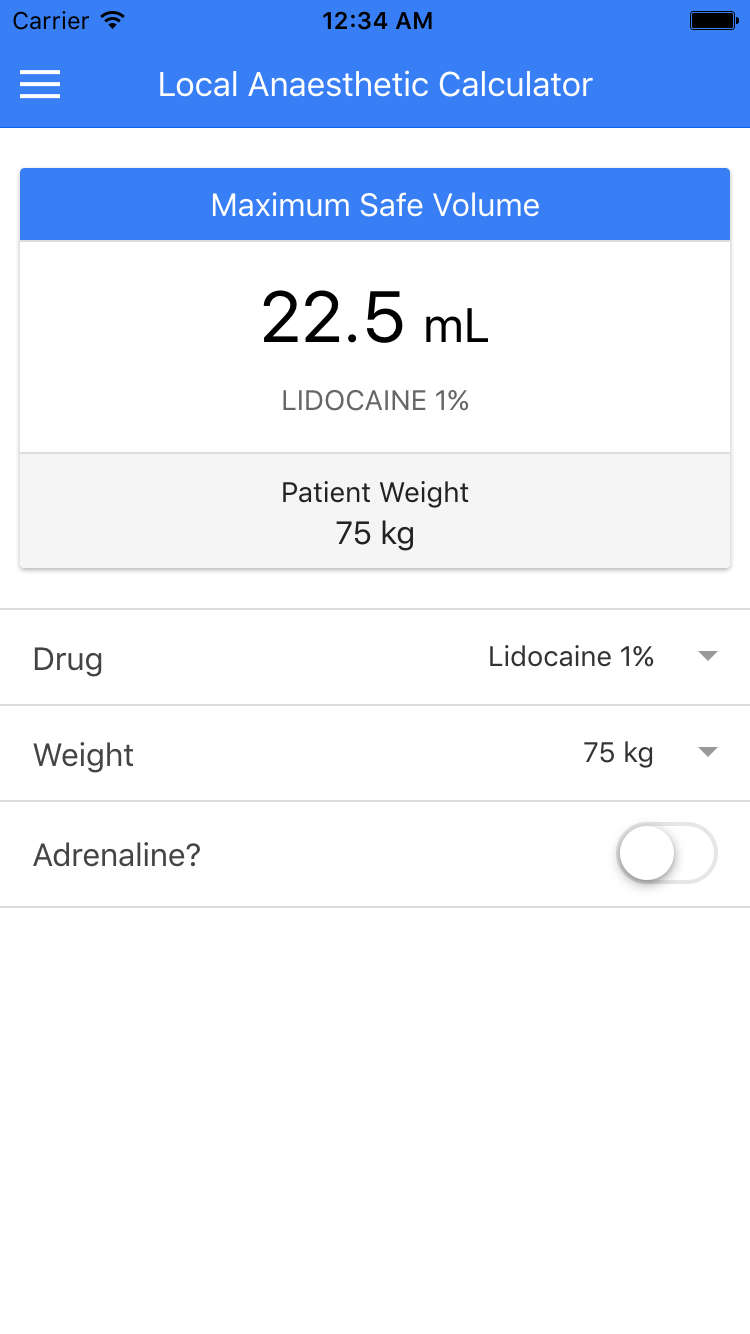 Carrier 12:34 AM
Local Anaesthetic Calculator
Maximum Safe Volume
22.5 mL
LIDOCAINE 1%
Patient Weight
75 kg
Drug Lidocaine 1%
Weight 75 kg
Adrenaline?